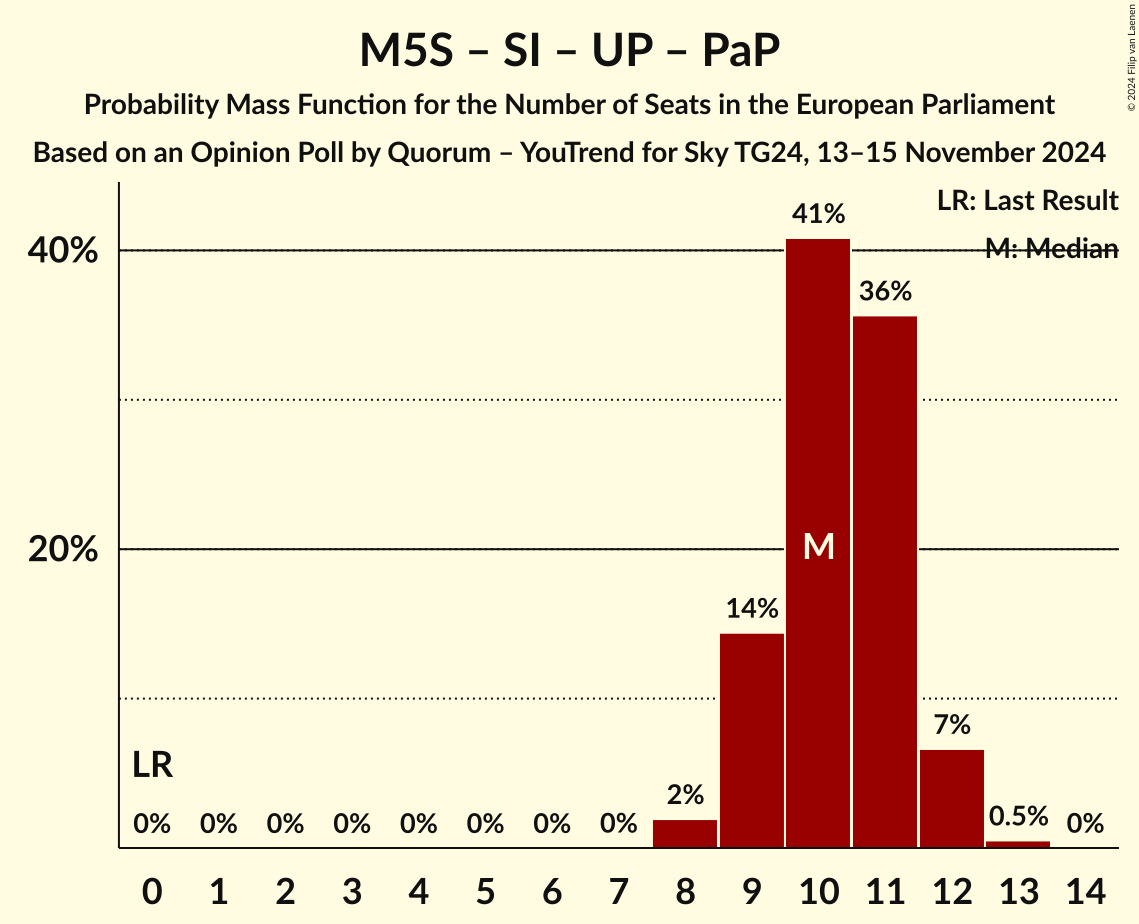 M5S – SI – UP – PaP
Probability Mass Function for the Number of Seats in the European Parliament
Based on an Opinion Poll by Quorum – YouTrend for Sky TG24, 13–15 November 2024
© 2024 Filip van Laenen
LR: Last Result
M: Median
41%
40%
36%
20%
M
14%
7%
LR
2%
0% 0% 0% 0% 0% 0% 0% 0% 0.5% 0%
0 1 2 3 4 5 6 7 8 9 10 11 12 13 14